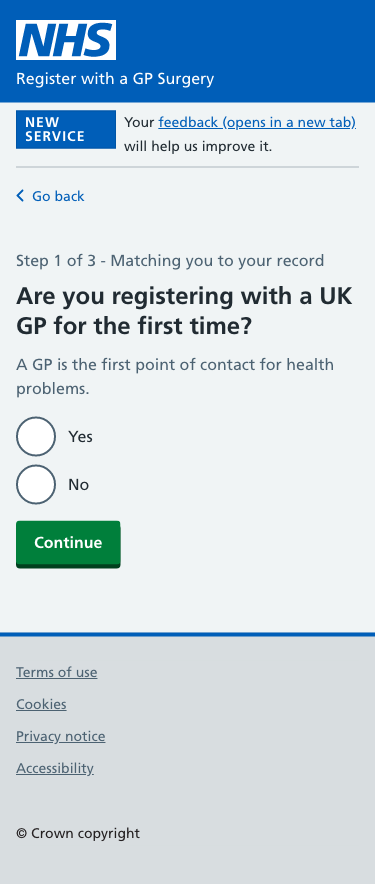 NHS
Register with a GP Surgery
NEW
SERVICE
Your feedback (opens in a new tab)
will help us improve it.
Go back
Step 1 of 3 - Matching you to your record
Are you registering with a UK
GP for the first time?
A GP is the first point of contact for health
problems.
Yes
No
Continue
Terms of use
Cookies
Privacy notice
Accessibility
© Crown copyright